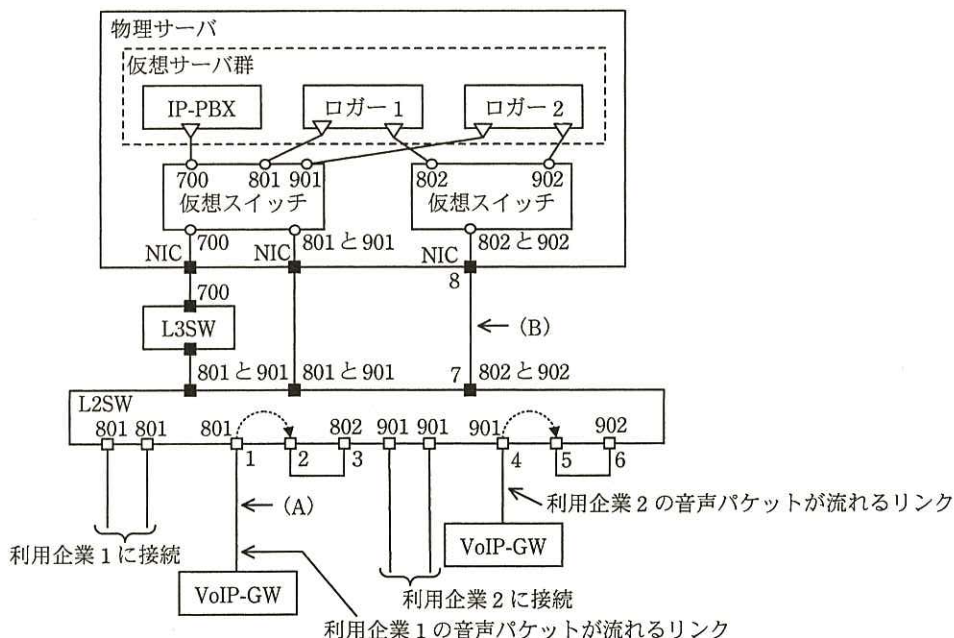 物理サーバ
仮想サーバ群
IP-PBX
ロガー 1
ロガー 2
700
801
901
802
902
仮想スイッチ
仮想スイッチ
700
801と901
802と902
NIC
NIC
NIC
8
700
L3SW
(B)
801と901
801と901
7
802と902
L2SW
801
801
801
802
901
901
901
902
1
2
3
4
5
6
(A)
利用企業2の音声パケットが流れるリンク
利用企業1に接続
VoIP-GW
VoIP-GW
利用企業2に接続
利用企業1の音声パケットが流れるリンク